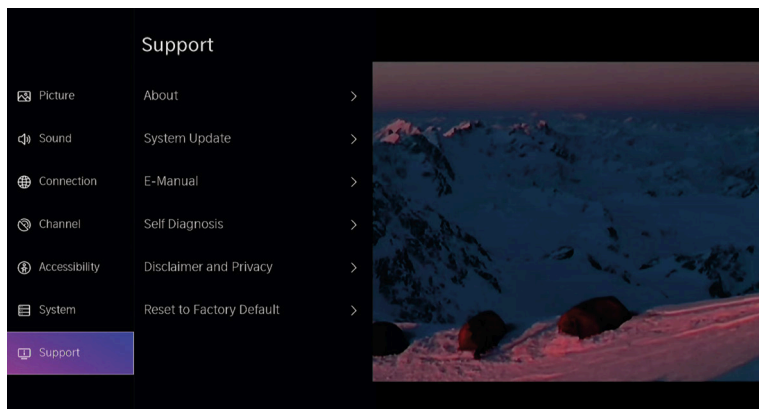 Support
Picture
About
Sound
System Update
Connection
E-Manual
Channel
Self Diagnosis
Accessibility
Disclaimer and Privacy
System
Reset to Factory Default
Support